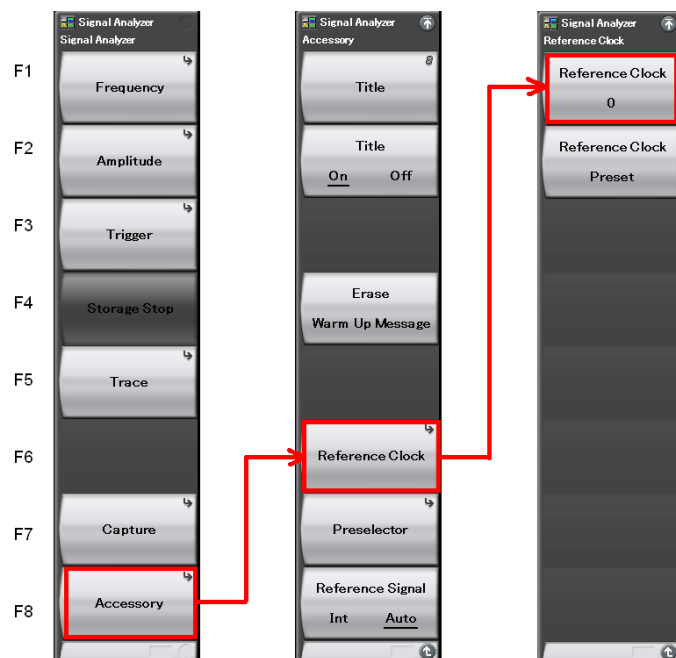 Signal Analyzer
Signal Analyzer
F1
Frequency
F2
Amplitude
F3
Trigger
F4
Storage Stop
F5
Trace
F6
F7
Capture
F8
Accessory
Signal Analyzer
Accessory
Title
Title
On Off
Erase
Warm Up Message
Reference Clock
Preselector
Reference Signal
Int Auto
Signal Analyzer
Reference Clock
Reference Clock
0
Reference Clock
Preset